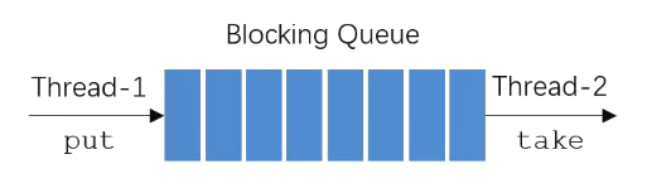 Blocking Queue
Thread-1
put
Thread-2
take